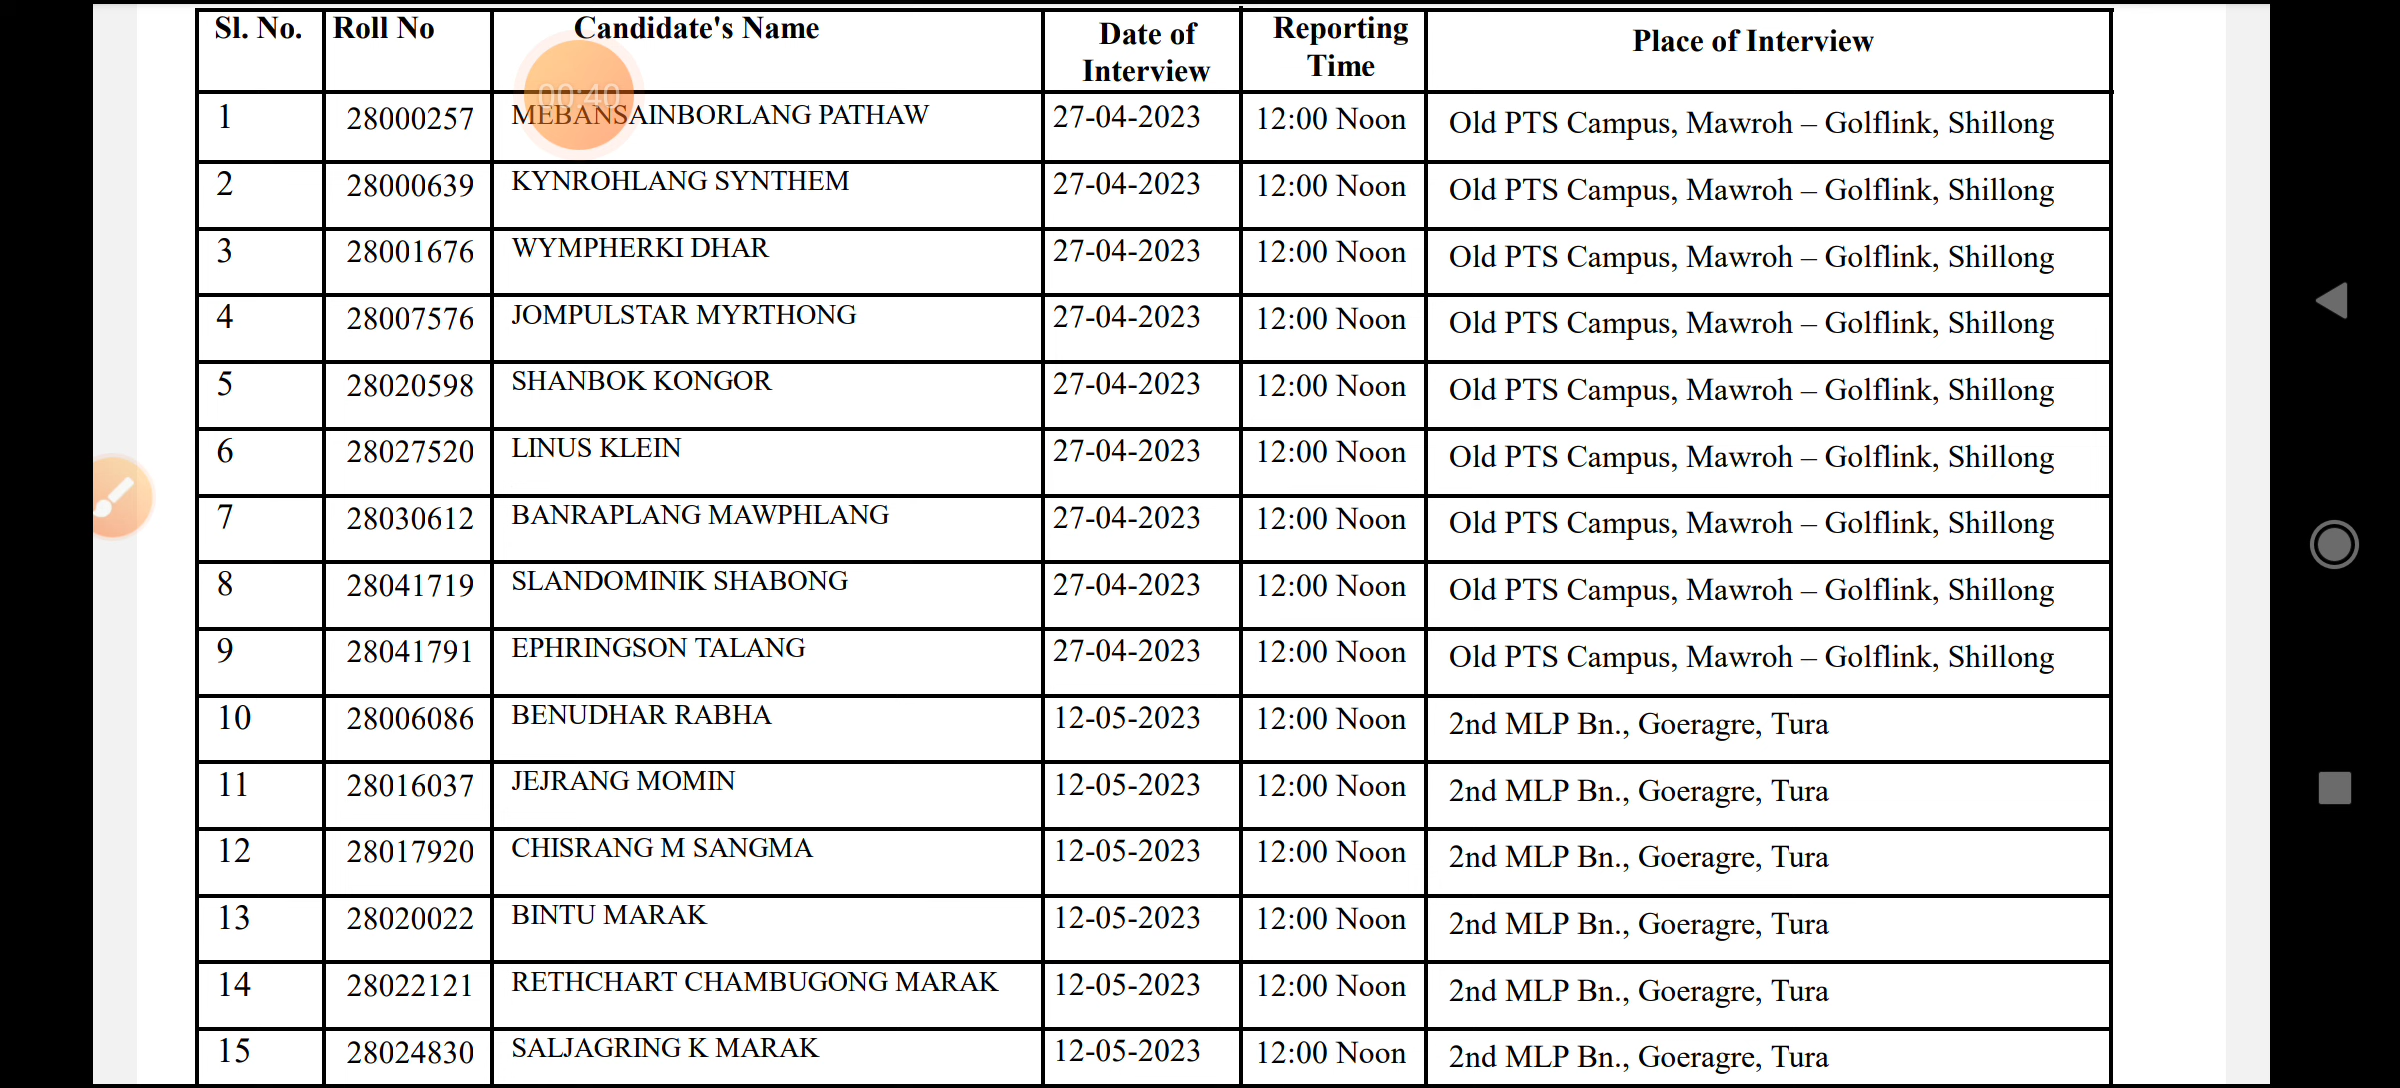 Sl. No. Roll No Candidate's Name Date of Interview Reporting Time Place of Interview
00:40
1 28000257 MEBANSAINBORLANG PATHAW 27-04-2023 12:00 Noon Old PTS Campus, Mawroh – Golflink, Shillong
2 28000639 KYNROHLANG SYNTHEM 27-04-2023 12:00 Noon Old PTS Campus, Mawroh – Golflink, Shillong
3 28001676 WYMPHERKI DHAR 27-04-2023 12:00 Noon Old PTS Campus, Mawroh – Golflink, Shillong
4 28007576 JOMPULSTAR MYRTHONG 27-04-2023 12:00 Noon Old PTS Campus, Mawroh – Golflink, Shillong
5 28020598 SHANBOK KONGOR 27-04-2023 12:00 Noon Old PTS Campus, Mawroh – Golflink, Shillong
6 28027520 LINUS KLEIN 27-04-2023 12:00 Noon Old PTS Campus, Mawroh – Golflink, Shillong
7 28030612 BANRAPLANG MAWPHLANG 27-04-2023 12:00 Noon Old PTS Campus, Mawroh – Golflink, Shillong
8 28041719 SLANDOMINIK SHABONG 27-04-2023 12:00 Noon Old PTS Campus, Mawroh – Golflink, Shillong
9 28041791 EPHRINGSON TALANG 27-04-2023 12:00 Noon Old PTS Campus, Mawroh – Golflink, Shillong
10 28006086 BENUDHAR RABHA 12-05-2023 12:00 Noon 2nd MLP Bn., Goeragre, Tura
11 28016037 JEJRANG MOMIN 12-05-2023 12:00 Noon 2nd MLP Bn., Goeragre, Tura
12 28017920 CHISRANG M SANGMA 12-05-2023 12:00 Noon 2nd MLP Bn., Goeragre, Tura
13 28020022 BINTU MARAK 12-05-2023 12:00 Noon 2nd MLP Bn., Goeragre, Tura
14 28022121 RETHCHART CHAMBUGONG MARAK 12-05-2023 12:00 Noon 2nd MLP Bn., Goeragre, Tura
15 28024830 SALJAGRING K MARAK 12-05-2023 12:00 Noon 2nd MLP Bn., Goeragre, Tura